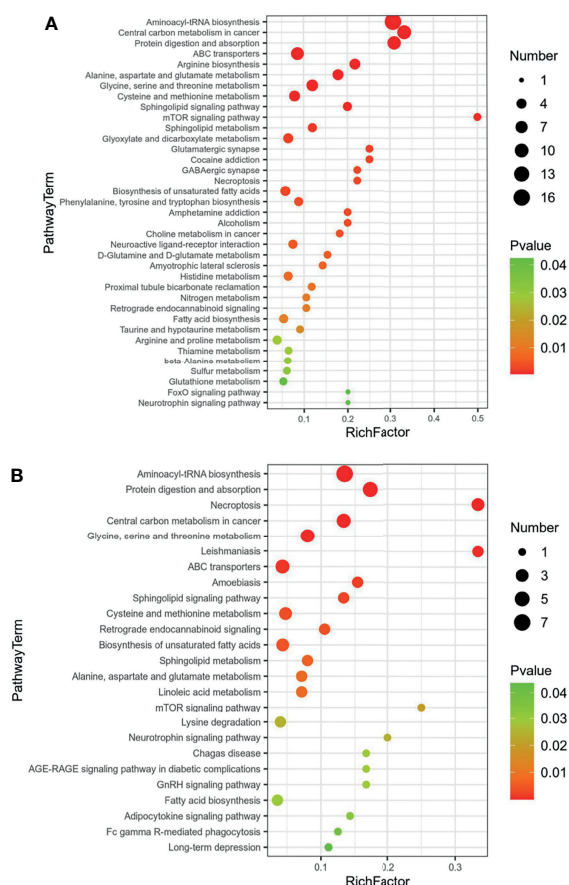 A
PathwayTerm
Aminoacyl-tRNA biosynthesis
Central carbon metabolism in cancer
Protein digestion and absorption
ABC transporters
Arginine biosynthesis
Alanine, aspartate and glutamate metabolism
Glycine, serine and threonine metabolism
Cysteine and methionine metabolism
Sphingolipid signaling pathway
mTOR signaling pathway
Sphingolipid metabolism
Glyoxylate and dicarboxylate metabolism
Glutamatergic synapse
Cocaine addiction
GABAergic synapse
Necroptosis
Biosynthesis of unsaturated fatty acids
Phenylalanine, tyrosine and tryptophan biosynthesis
Amphetamine addiction
Alcoholism
Choline metabolism in cancer
Neuroactive ligand-receptor interaction
D-Glutamine and D-glutamate metabolism
Amyotrophic lateral sclerosis
Histidine metabolism
Proximal tubule bicarbonate reclamation
Nitrogen metabolism
Retrograde endocannabinoid signaling
Fatty acid biosynthesis
Taurine and hypotaurine metabolism
Arginine and proline metabolism
Thiamine metabolism
beta-Alanine metabolism
Sulfur metabolism
Glutathione metabolism
FoxO signaling pathway
Neurotrophin signaling pathway
0.1 0.2 0.3 0.4 0.5
RichFactor
Number
1
4
7
10
13
16
Pvalue
0.04
0.03
0.02
0.01
B
PathwayTerm
Aminoacyl-tRNA biosynthesis
Protein digestion and absorption
Necroptosis
Central carbon metabolism in cancer
Glycine, serine and threonine metabolism
Leishmaniasis
ABC transporters
Amoebiasis
Sphingolipid signaling pathway
Cysteine and methionine metabolism
Retrograde endocannabinoid signaling
Biosynthesis of unsaturated fatty acids
Sphingolipid metabolism
Alanine, aspartate and glutamate metabolism
Linoleic acid metabolism
mTOR signaling pathway
Lysine degradation
Neurotrophin signaling pathway
Chagas disease
AGE-RAGE signaling pathway in diabetic complications
GnRH signaling pathway
Fatty acid biosynthesis
Adipocytokine signaling pathway
Fc gamma R-mediated phagocytosis
Long-term depression
0.1 0.2 0.3
RichFactor
Number
1
3
5
7
Pvalue
0.04
0.03
0.02
0.01